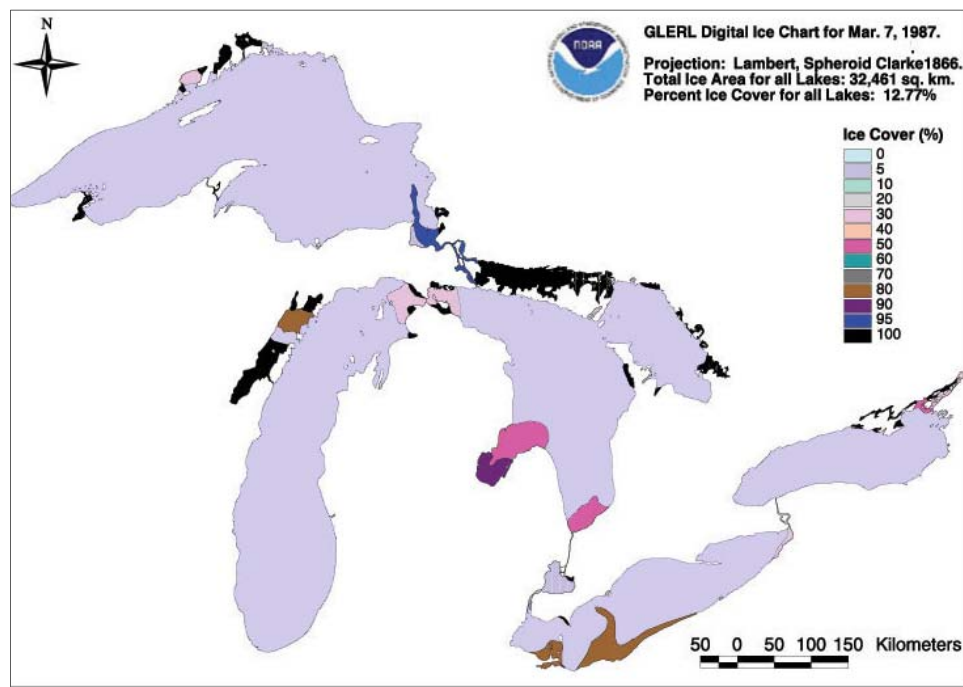 N
NOAA
GLERL Digital Ice Chart for Mar. 7, 1987.
Projection: Lambert, Spheroid Clarke1866.
Total Ice Area for all Lakes: 32,461 sq. km.
Percent Ice Cover for all Lakes: 12.77%
Ice Cover (%)
0
5
10
20
30
40
50
60
70
80
90
95
100
50 0 50 100 150 Kilometers